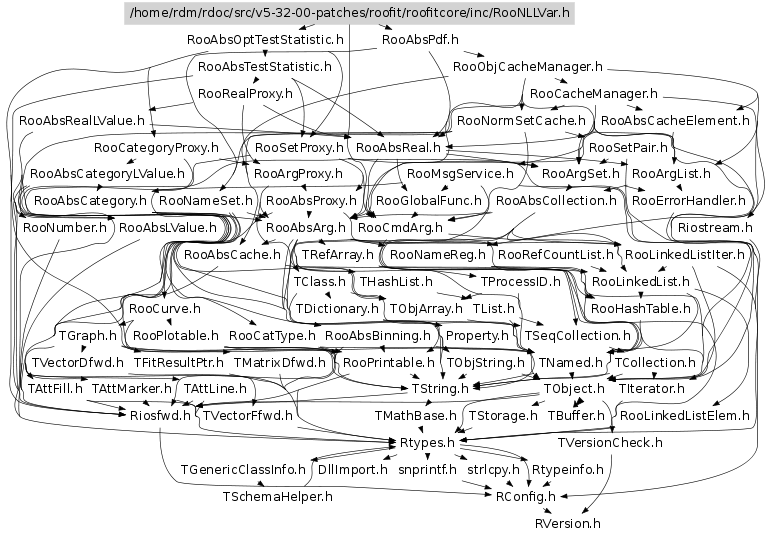 /home/rdm/rdoc/src/v5-32-00-patches/roofit/roofitcore/inc/RooNLLVar.h
RooAbsOptTestStatistic.h RooAbsPdf.h
RooAbsTestStatistic.h RooObjCacheManager.h
RooRealProxy.h RooCacheManager.h
RooAbsRealLValue.h RooNormSetCache.h RooAbsCacheElement.h
RooCategoryProxy.h RooSetProxy.h RooAbsReal.h RooSetPair.h
RooAbsCategoryLValue.h RooArgProxy.h RooMsgService.h RooArgSet.h RooArgList.h
RooAbsCategory.h RooNameSet.h RooAbsProxy.h RooGlobalFunc.h RooAbsCollection.h RooErrorHandler.h
RooNumber.h RooAbsLValue.h RooAbsArg.h RooCmdArg.h Riostream.h
RooAbsCache.h TRefArray.h RooNameReg.h RooRefCountList.h RooLinkedListIter.h
TClass.h THashList.h TProcessID.h RooLinkedList.h
RooCurve.h TDictionary.h TObjArray.h TList.h RooHashTable.h
TGraph.h RooPlotable.h RooCatType.h RooAbsBinning.h Property.h TSeqCollection.h
TVectorDfwd.h TFitResultPtr.h TMatrixDfwd.h RooPrintable.h TObjString.h TNamed.h TCollection.h
TAttFill.h TAttMarker.h TAttLine.h TString.h TObject.h TIterator.h
Riosfwd.h TVectorFfwd.h TMathBase.h TStorage.h TBuffer.h RooLinkedListElem.h
Rtypes.h TVersionCheck.h
TGenericClassInfo.h DllImport.h snprintf.h strlcpy.h Rtypeinfo.h
TSchemaHelper.h RConfig.h
RVersion.h